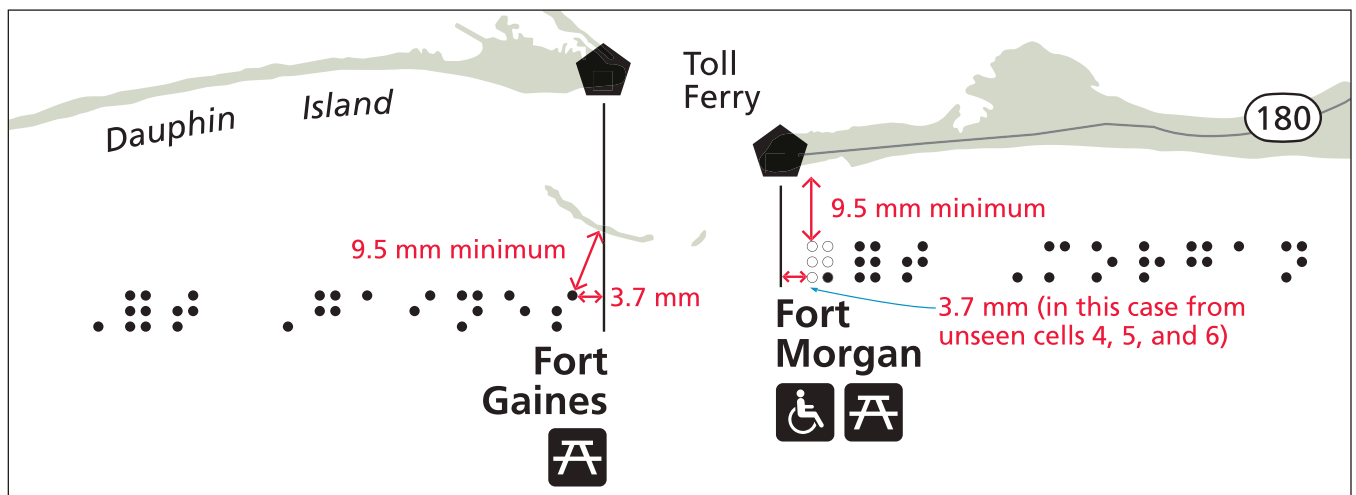 Toll
Ferry
Dauphin Island
180
9.5 mm minimum
9.5 mm minimum
⠠⠿⠞ ⠠⠍⠕⠗⠛⠁⠝
3.7 mm
⠠⠿⠞ ⠠⠛⠁⠊⠝⠑⠎
3.7 mm (in this case from
unseen cells 4, 5, and 6)
Fort
Morgan
Fort
Gaines